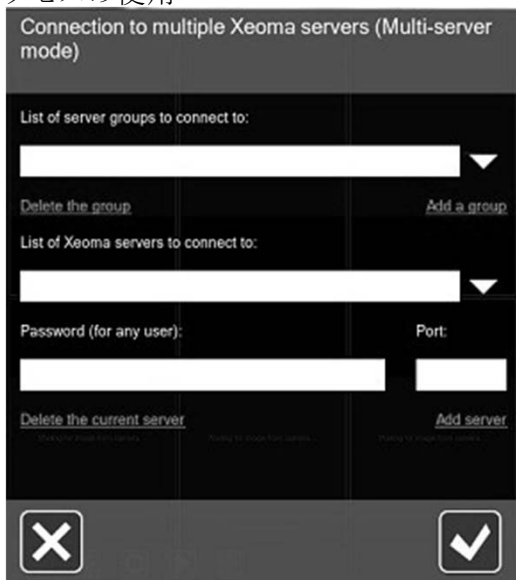 Connection to multiple Xeoma servers (Multi-server
mode)
List of server groups to connect to:
Delete the group
Add a group
List of Xeoma servers to connect to:
Password (for any user):
Port:
Delete the current server
Add server